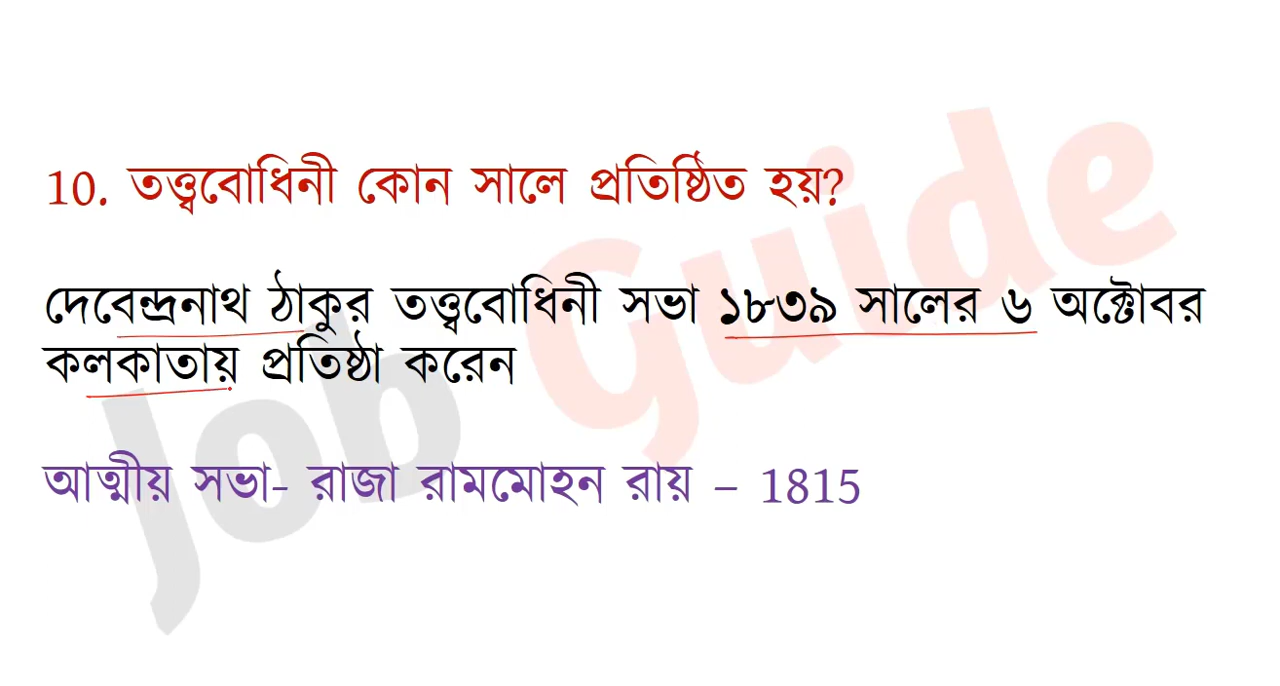 10. তত্ত্ববোধিনী কোন সালে প্রতিষ্ঠিত হয়?
দেবেন্দ্রনাথ ঠাকুর তত্ত্ববোধিনী সভা ১৮৩৯ সালের ৬ অক্টোবর
কলকাতায় প্রতিষ্ঠা করেন
আত্মীয় সভা- রাজা রামমোহন রায় – 1815
Job Guide